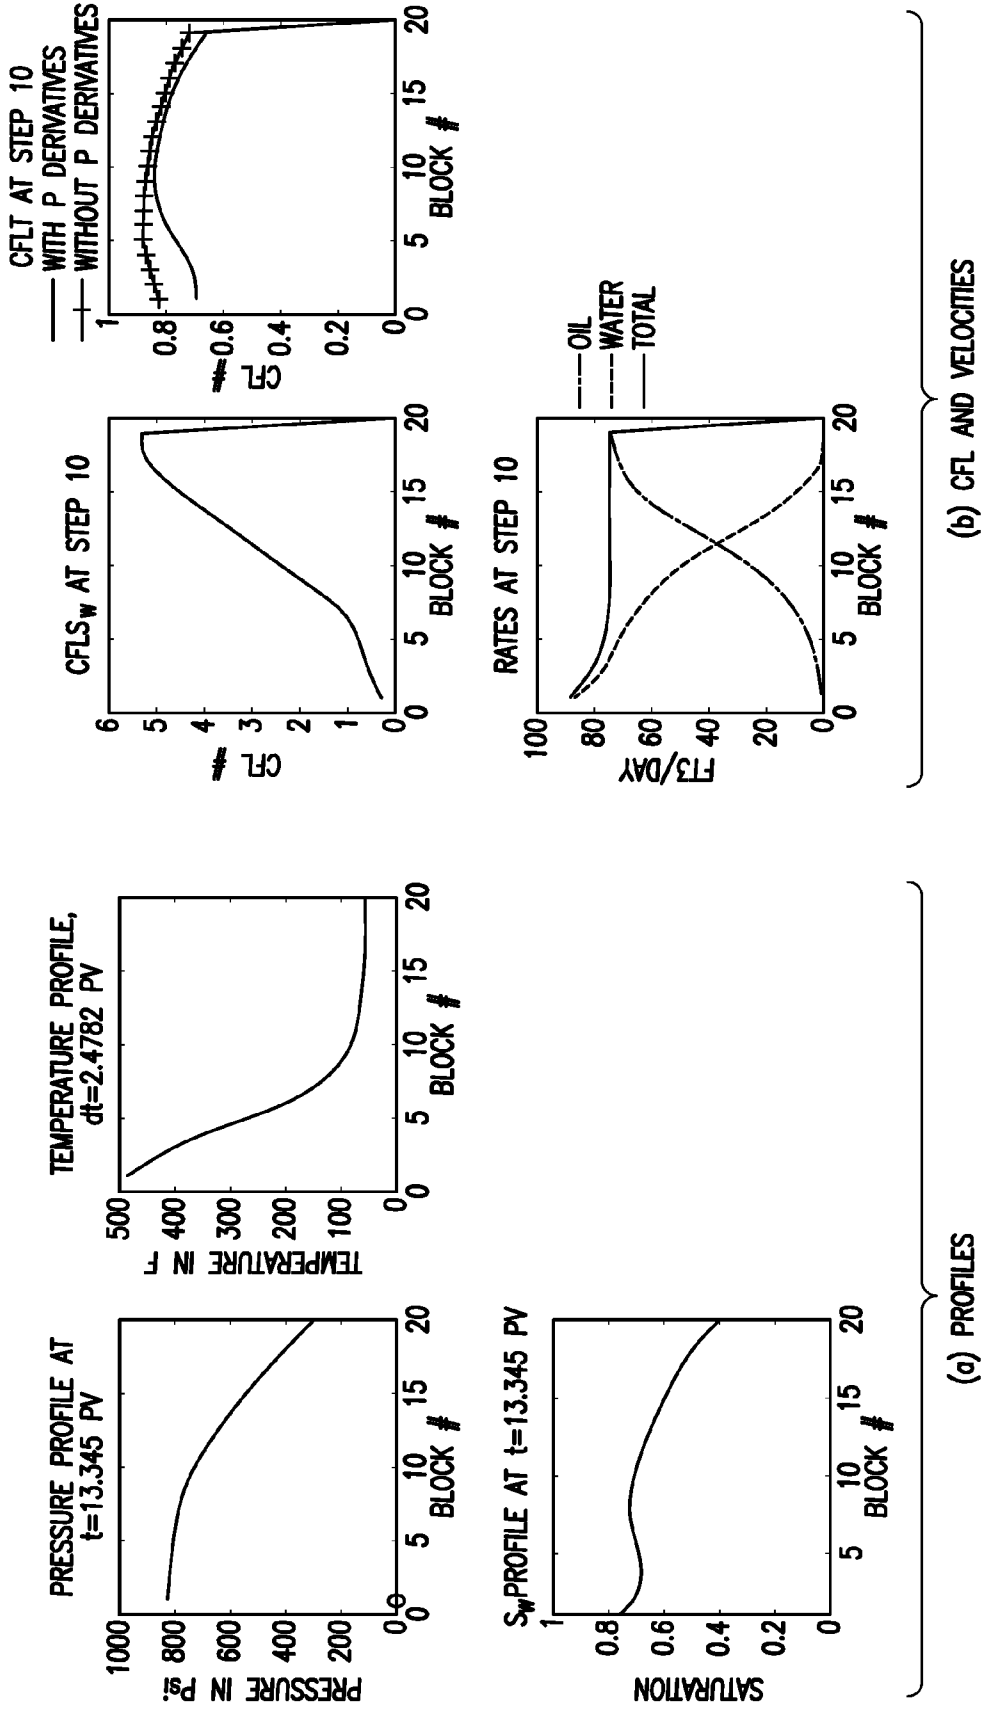 PRESSURE PROFILE AT
t=13.345 PV
PRESSURE IN Psi
1000
800
600
400
200
0
0
5
10
15
20
BLOCK #
TEMPERATURE PROFILE,
dt=2.4782 PV
TEMPERATURE IN F
500
400
300
200
100
0
0
5
10
15
20
BLOCK #
SW PROFILE AT t=13.345 PV
SATURATION
1
0.8
0.6
0.4
0.2
0
5
10
15
20
BLOCK #
(a) PROFILES
CFLSW AT STEP 10
CFL #
6
5
4
3
2
1
0
0
5
10
15
20
BLOCK #
CFLT AT STEP 10
WITH P DERIVATIVES
WITHOUT P DERIVATIVES
CFL #
1
0.8
0.6
0.4
0.2
0
0
5
10
15
20
BLOCK #
RATES AT STEP 10
FT3/DAY
100
80
60
40
20
0
0
5
10
15
20
BLOCK #
OIL
WATER
TOTAL
(b) CFL AND VELOCITIES